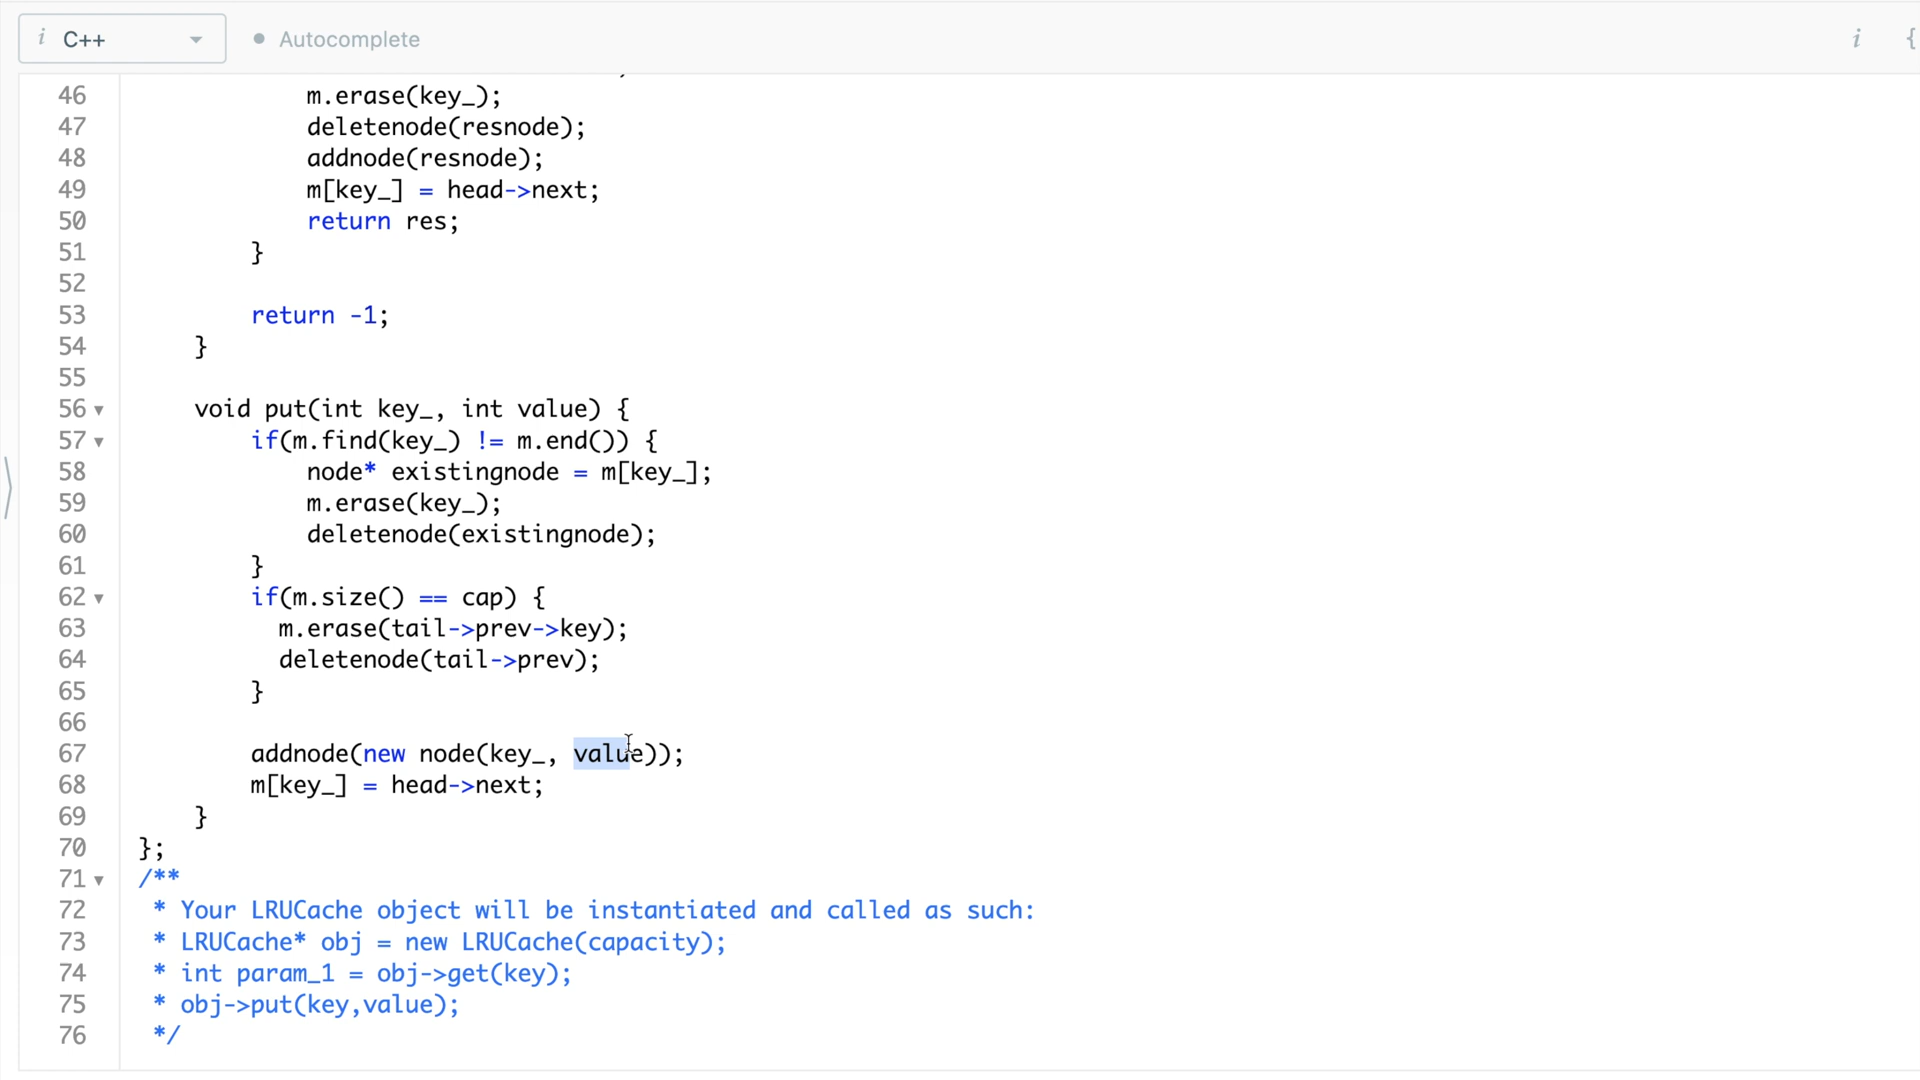 i C++ Autocomplete i {
46 m.erase(key_);
47 deletenode(resnode);
48 addnode(resnode);
49 m[key_] = head->next;
50 return res;
51 }
52
53 return -1;
54 }
55
56 void put(int key_, int value) {
57 if(m.find(key_) != m.end()) {
58 node* existingnode = m[key_];
59 m.erase(key_);
60 deletenode(existingnode);
61 }
62 if(m.size() == cap) {
63 m.erase(tail->prev->key);
64 deletenode(tail->prev);
65 }
66
67 addnode(new node(key_, value));
68 m[key_] = head->next;
69 }
70 };
71 /**
72 * Your LRUCache object will be instantiated and called as such:
73 * LRUCache* obj = new LRUCache(capacity);
74 * int param_1 = obj->get(key);
75 * obj->put(key,value);
76 */